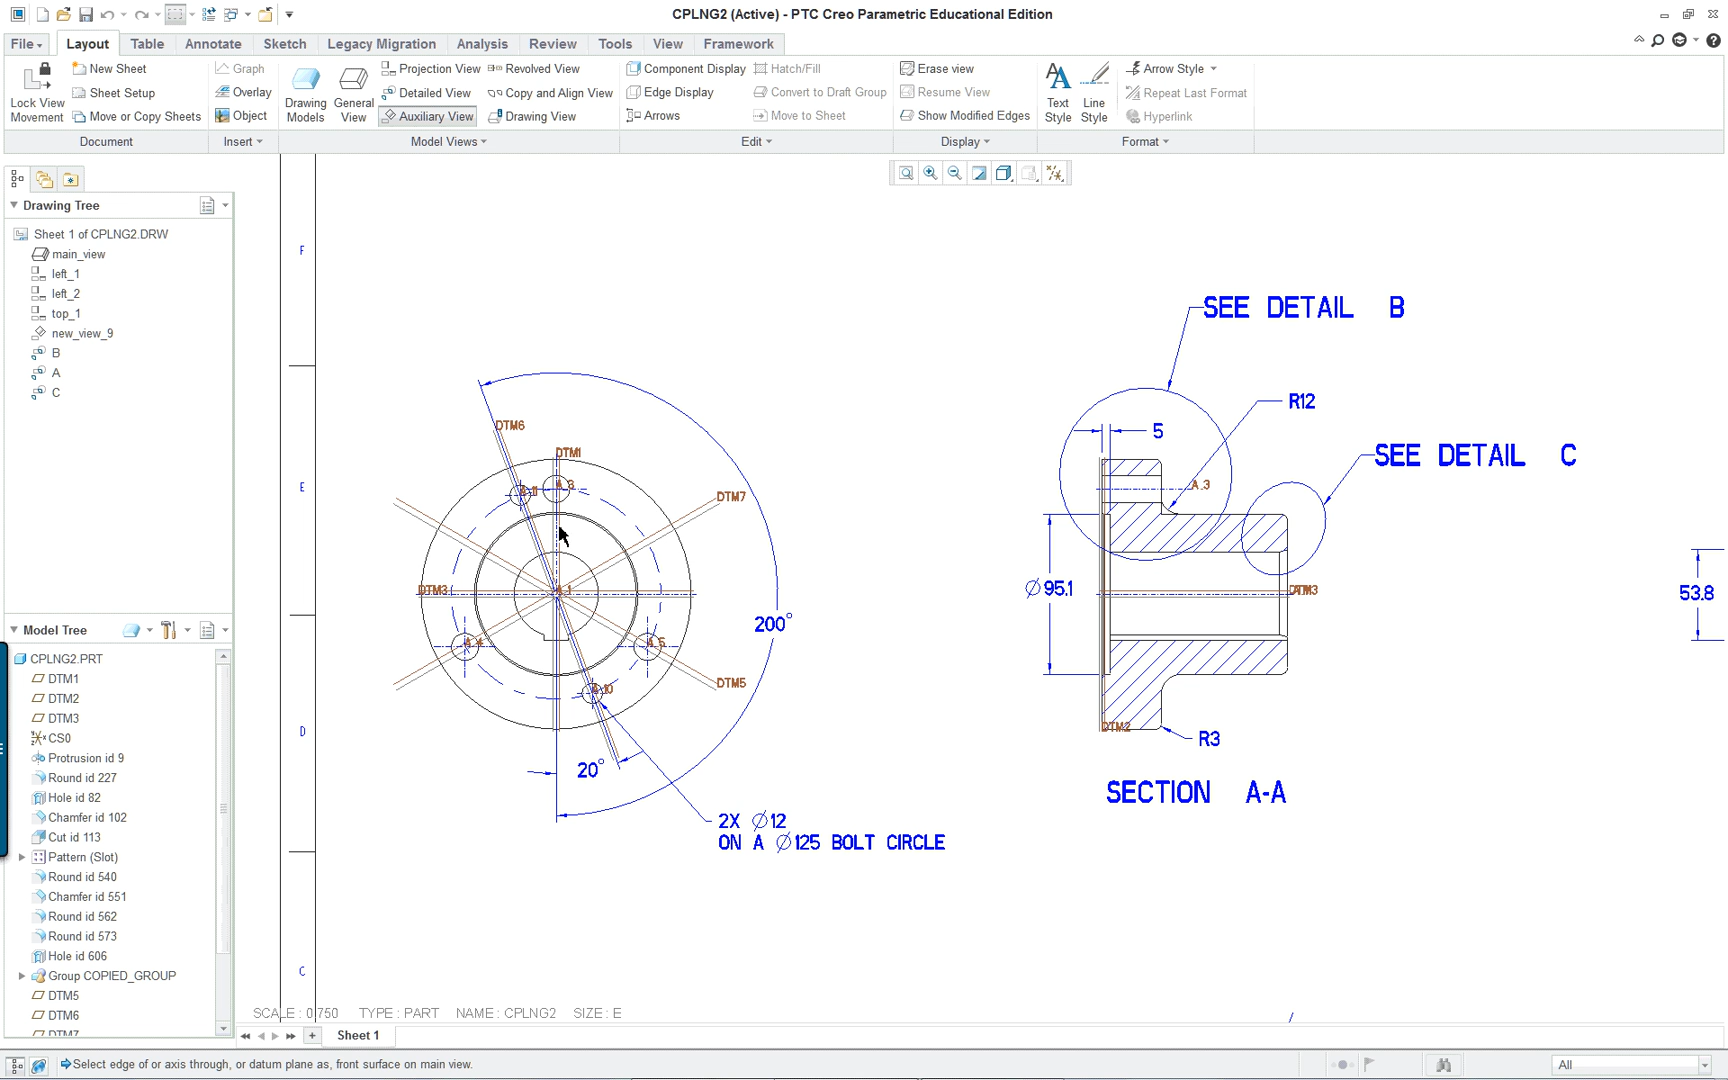 CPLNG2 (Active) - PTC Creo Parametric Educational Edition
File
Layout
Table
Annotate
Sketch
Legacy Migration
Analysis
Review
Tools
View
Framework
Lock View Movement
New Sheet
Sheet Setup
Move or Copy Sheets
Document
Graph
Overlay
Object
Insert
Drawing Models
General View
Projection View
Detailed View
Auxiliary View
Revolved View
Copy and Align View
Drawing View
Model Views
Component Display
Edge Display
Arrows
Hatch/Fill
Convert to Draft Group
Move to Sheet
Edit
Erase view
Resume View
Show Modified Edges
Display
Text Style
Line Style
Arrow Style
Repeat Last Format
Hyperlink
Format
Drawing Tree
Sheet 1 of CPLNG2.DRW
main_view
left_1
left_2
top_1
new_view_9
B
A
C
Model Tree
CPLNG2.PRT
DTM1
DTM2
DTM3
CS0
Protrusion id 9
Round id 227
Hole id 82
Chamfer id 102
Cut id 113
Pattern (Slot)
Round id 540
Chamfer id 551
Round id 562
Round id 573
Hole id 606
Group COPIED_GROUP
DTM5
DTM6
DTM7
F
E
D
C
DTM6
DTM1
A_11
A_3
DTM7
DTM3
A_1
A_4
A_5
DTM5
A_10
200°
20°
2X ∅12
ON A ∅125 BOLT CIRCLE
SEE DETAIL B
R12
5
SEE DETAIL C
A_3
∅95.1
DTM3
53.8
DTM2
R3
SECTION A-A
SCALE : 0.750 TYPE : PART NAME : CPLNG2 SIZE : E
Sheet 1
Select edge of or axis through, or datum plane as, front surface on main view.
All